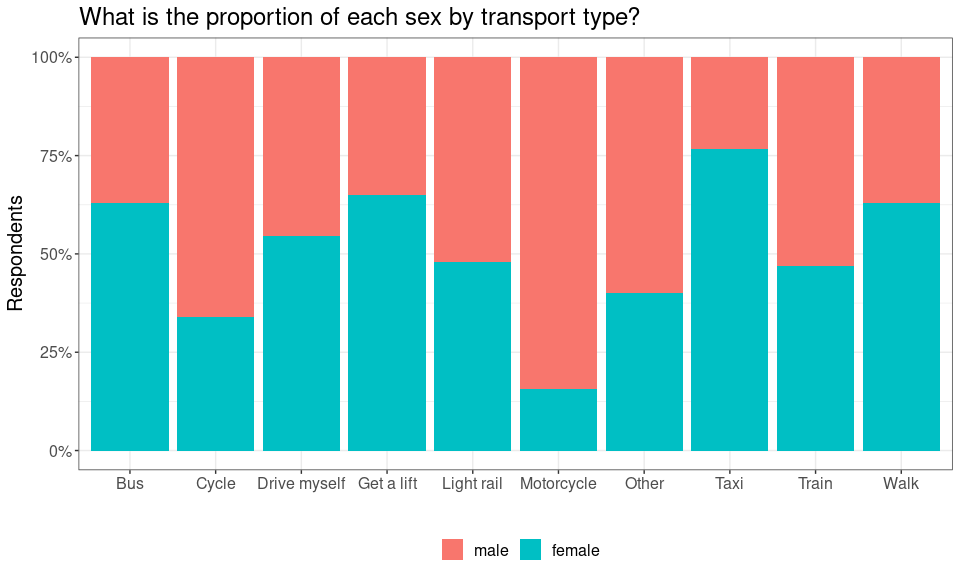 What is the proportion of each sex by transport type?
Respondents
100%
75%
50%
25%
0%
Bus Cycle Drive myself Get a lift Light rail Motorcycle Other Taxi Train Walk
male female